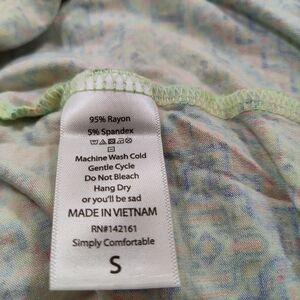 95% Rayon
5% Spandex
Machine Wash Cold
Gentle Cycle
Do Not Bleach
Hang Dry
or you'll be sad
MADE IN VIETNAM
RN#142161
Simply Comfortable
S